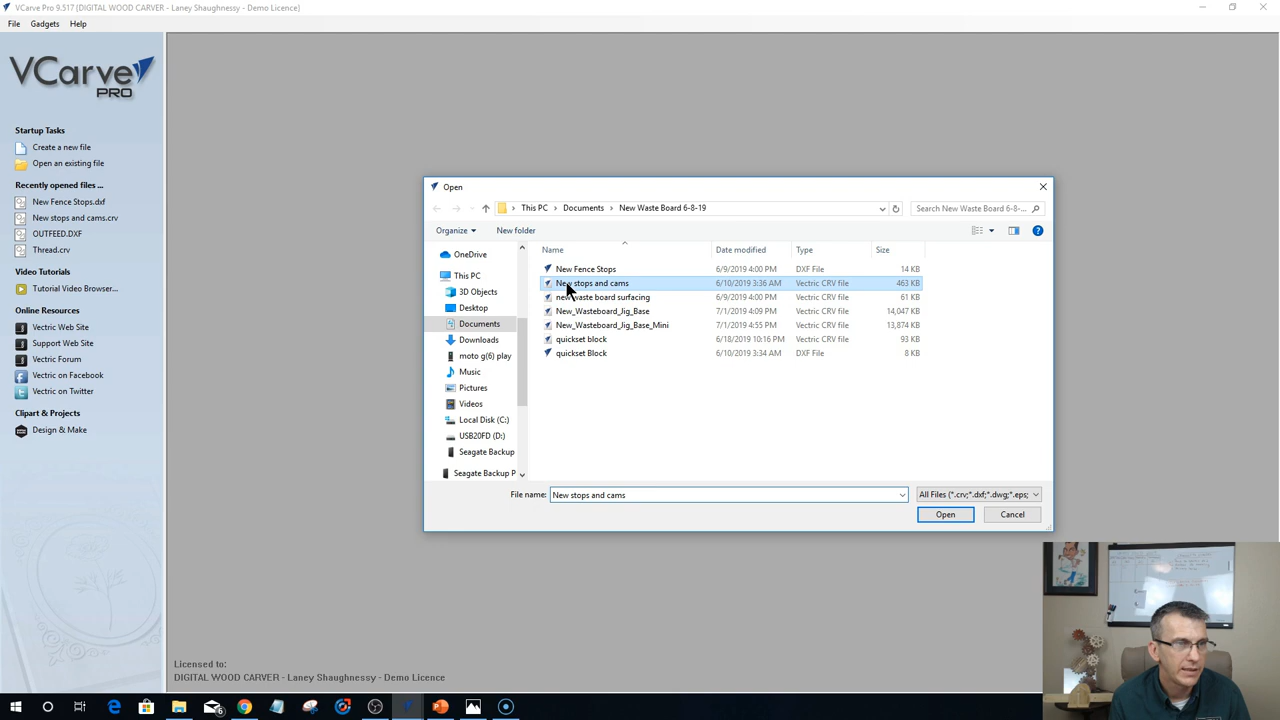 VCarve Pro 9.517 (DIGITAL WOOD CARVER) - Laney Shaughnessy - Demo Licence}
File Gadgets Help
VCarve
PRO
Startup Tasks
Create a new file
Open an existing file
Recently opened files ...
New Fence Stops.dxf
New stops and cams.crv
OUTFEED.DXF
Thread.crv
Video Tutorials
Tutorial Video Browser...
Online Resources
Vectric Web Site
Support Web Site
Vectric Forum
Vectric on Facebook
Vectric on Twitter
Clipart & Projects
Design & Make
Open
This PC > Documents > New Waste Board 6-8-19
Search New Waste Board 6-8-...
Organize New folder
OneDrive
This PC
3D Objects
Desktop
Documents
Downloads
moto g(6) play
Music
Pictures
Videos
Local Disk (C:)
USB20FD (D:)
Seagate Backup
Seagate Backup P
Name Date modified Type Size
New Fence Stops 6/9/2019 4:00 PM DXF File 14 KB
New stops and cams 6/10/2019 3:36 AM Vectric CRV file 463 KB
new waste board surfacing 6/9/2019 4:00 PM Vectric CRV file 61 KB
New_Wasteboard_Jig_Base 7/1/2019 4:09 PM Vectric CRV file 14,047 KB
New_Wasteboard_Jig_Base_Mini 7/1/2019 4:55 PM Vectric CRV file 13,874 KB
quickset block 6/18/2019 10:16 PM Vectric CRV file 93 KB
quickset Block 6/10/2019 3:34 AM DXF File 8 KB
File name: New stops and cams
All Files (*.crv;*.dxf;*.dwg;*.eps;
Open Cancel
Licensed to:
DIGITAL WOOD CARVER - Laney Shaughnessy - Demo Licence